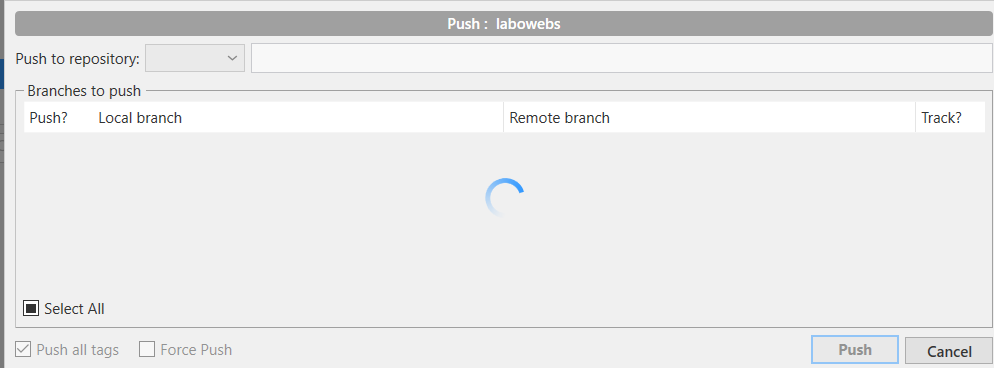 Push : labowebs
Push to repository:
Branches to push
Push? Local branch Remote branch Track?
Select All
Push all tags Force Push Push Cancel